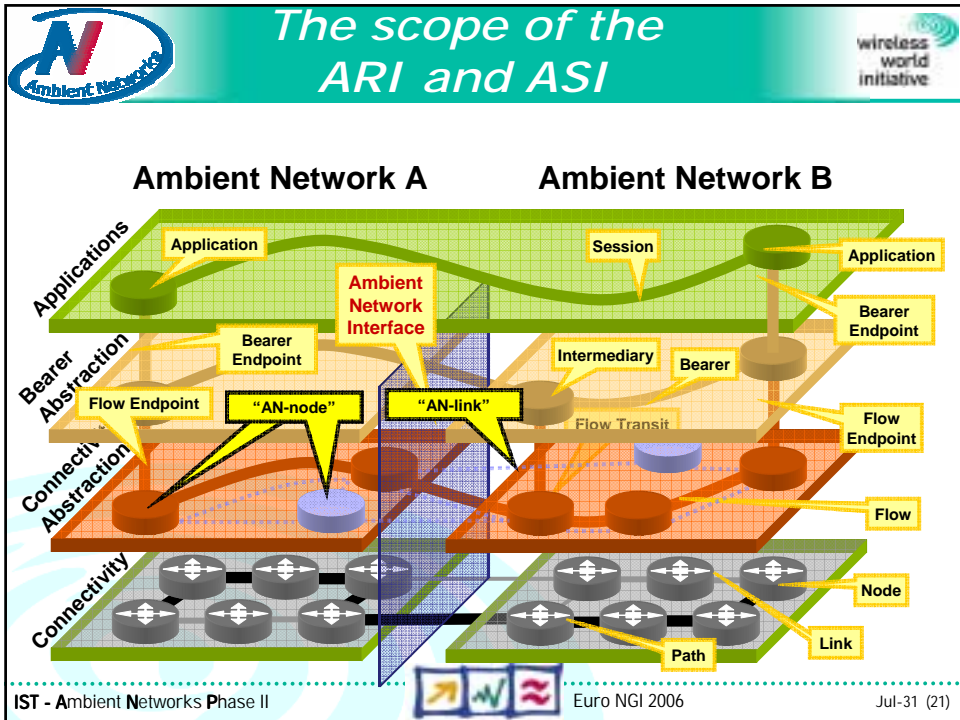 The scope of the
ARI and ASI
Ambient Networks
wireless
world
initiative
Ambient Network A
Ambient Network B
Applications
Application
Session
Application
Ambient
Network
Interface
Bearer
Endpoint
Bearer
Abstraction
Bearer
Endpoint
Intermediary
Bearer
Flow Endpoint
"AN-node"
"AN-link"
Flow Transit
Flow
Endpoint
Abstraction
Flow
Connectivity
Node
Link
Path
IST - Ambient Networks Phase II
Euro NGI 2006
Jul-31 (21)